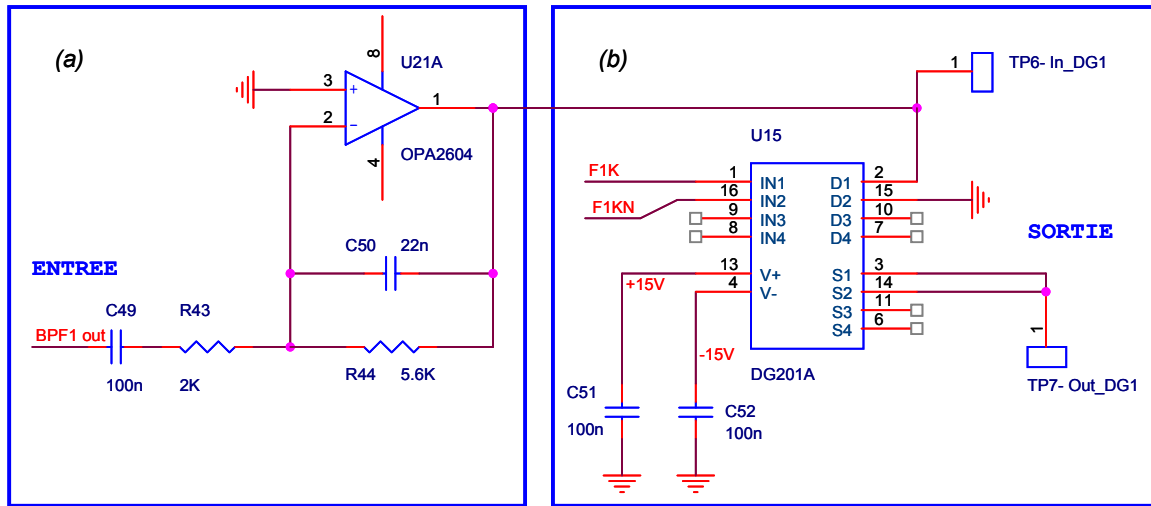 (a)
8
U21A
3
+
1
2
−
OPA2604
4
C50 22n
ENTREE
C49
R43
BPF1 out
100n
2K
R44 5.6K
(b)
1
TP6- In_DG1
U15
F1K
1
IN1
D1
2
F1KN
16
IN2
D2
15
9
IN3
D3
10
8
IN4
D4
7
SORTIE
13
V+
S1
3
+15V
4
V-
S2
14
S3
11
S4
6
1
-15V
DG201A
TP7- Out_DG1
C51
100n
C52
100n